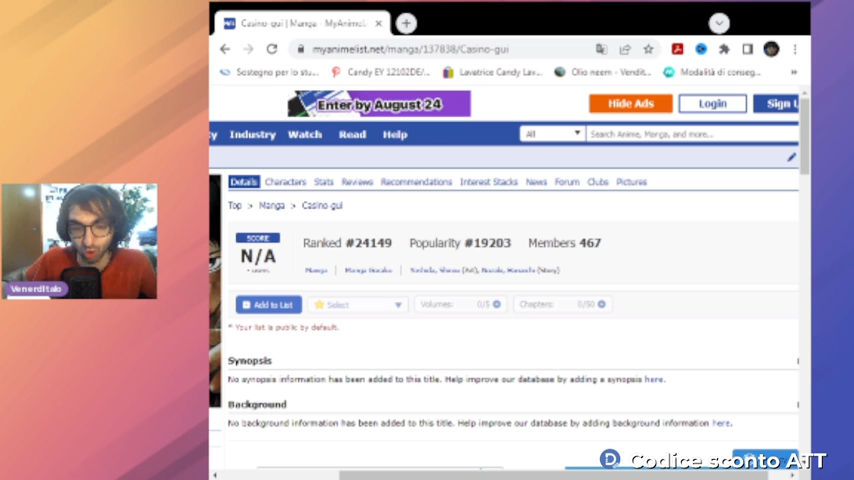 Casino-gui | Manga - MyAnimeL
myanimelist.net/manga/137838/Casino-gui
Sostegno per lo stu...
Candy EY 12102DE/...
Lavatrice Candy Lav...
Olio neem - Vendit...
Modalità di conseg...
»
Enter by August 24
Hide Ads
Login
Sign U
y Industry Watch Read Help
All
Search Anime, Manga, and more...
Details Characters Stats Reviews Recommendations Interest Stacks News Forum Clubs Pictures
Top > Manga > Casino-gui
SCORE
N/A
Ranked #24149 Popularity #19203 Members 467
Manga
Add to List
Select
Volumes: 0/5
Chapters: 0/50
* Your list is public by default.
Synopsis
No synopsis information has been added to this title. Help improve our database by adding a synopsis here.
Background
No background information has been added to this title. Help improve our database by adding background information here.
VenerdItalo
Codice sconto ATT